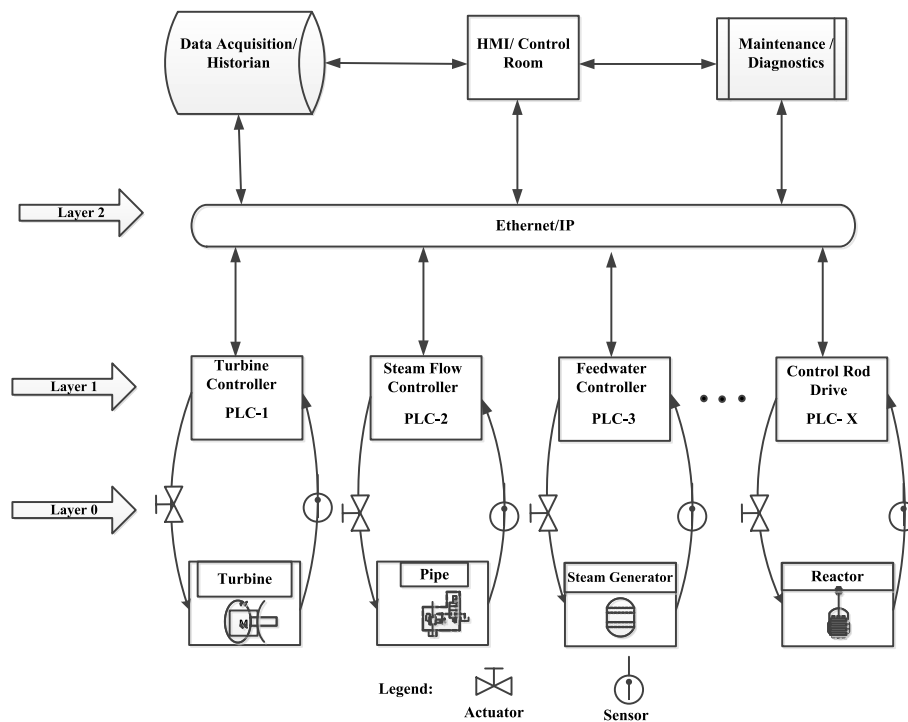 Data Acquisition/
Historian
HMI/ Control
Room
Maintenance /
Diagnostics
Layer 2
Ethernet/IP
Layer 1
Turbine
Controller
PLC-1
Steam Flow
Controller
PLC-2
Feedwater
Controller
PLC-3
Control Rod
Drive
PLC- X
Layer 0
Turbine
Pipe
Steam Generator
Reactor
M
Legend:
Actuator
Sensor